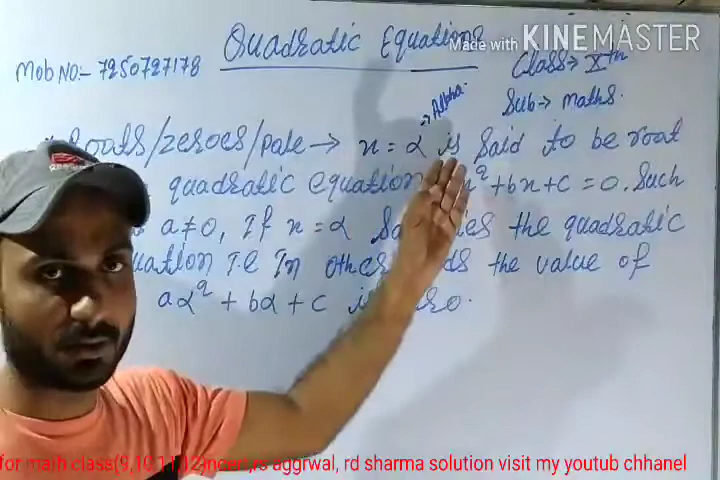 Quadratic Equations
Made with KINEMASTER
Mob NO:- 7250727178
Class→ Xth
Sub→ maths.
→ Alpha.
Roots/zeroes/Pole → x = α is said to be root
quadratic equation x² + bx + c = 0. Such
a ≠ 0, If x = α the quadratic
I.e In other the value of
aα² + bα + c
for math class(9,10,11,12)ncert,rs aggrwal, rd sharma solution visit my youtub chhanel